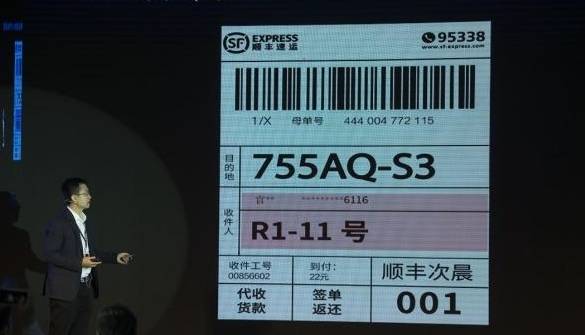 SF EXPRESS
顺丰速运
95338
www.sf-express.com
1/X 母单号 444 004 772 115
目的地
755AQ-S3
收件人
**********6116
R1-11 号
收件工号
00856602
到付:
22元
顺丰次晨
代收
货款
签单
返还
001